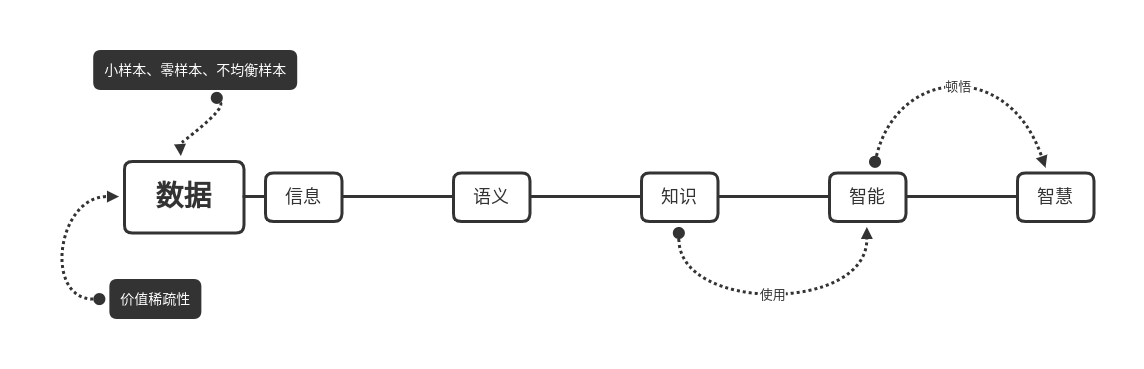 小样本、零样本、不均衡样本
顿悟
数据
信息
语义
知识
智能
智慧
价值稀疏性
使用